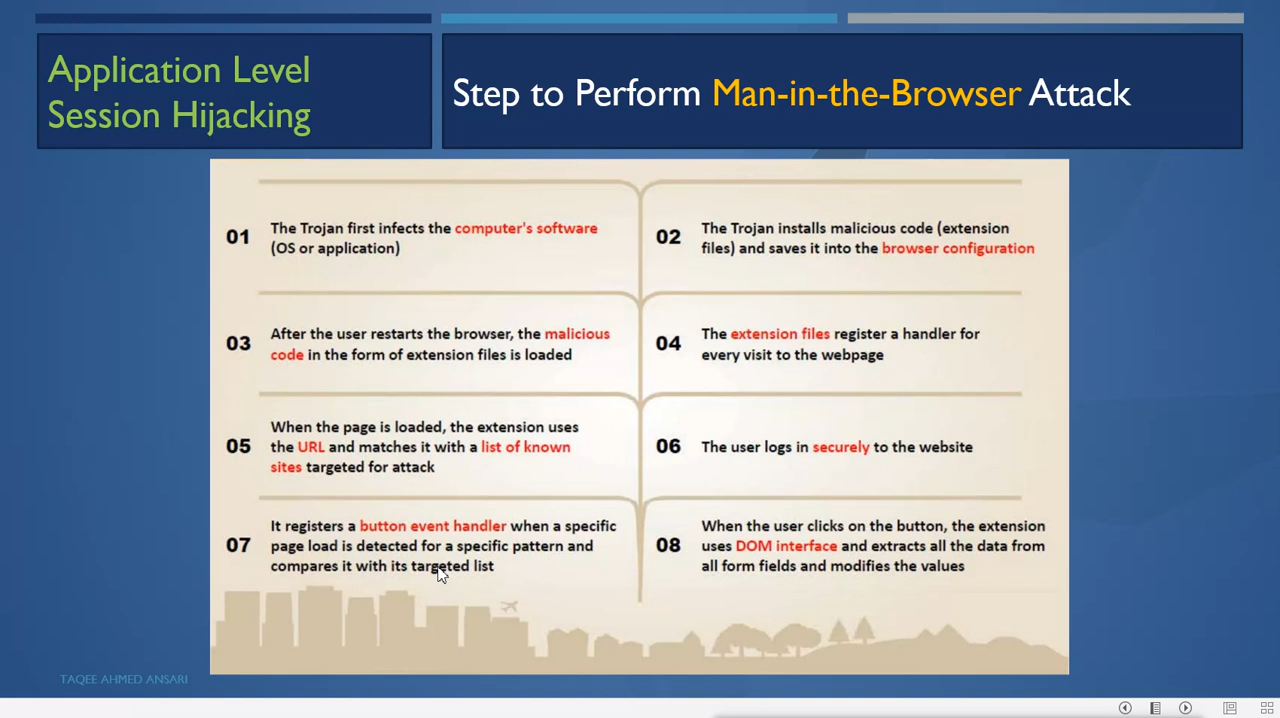 Application Level
Session Hijacking
Step to Perform Man-in-the-Browser Attack
01
The Trojan first infects the computer's software
(OS or application)
02
The Trojan installs malicious code (extension
files) and saves it into the browser configuration
03
After the user restarts the browser, the malicious
code in the form of extension files is loaded
04
The extension files register a handler for
every visit to the webpage
05
When the page is loaded, the extension uses
the URL and matches it with a list of known
sites targeted for attack
06
The user logs in securely to the website
07
It registers a button event handler when a specific
page load is detected for a specific pattern and
compares it with its targeted list
08
When the user clicks on the button, the extension
uses DOM interface and extracts all the data from
all form fields and modifies the values
TAQEE AHMED ANSARI